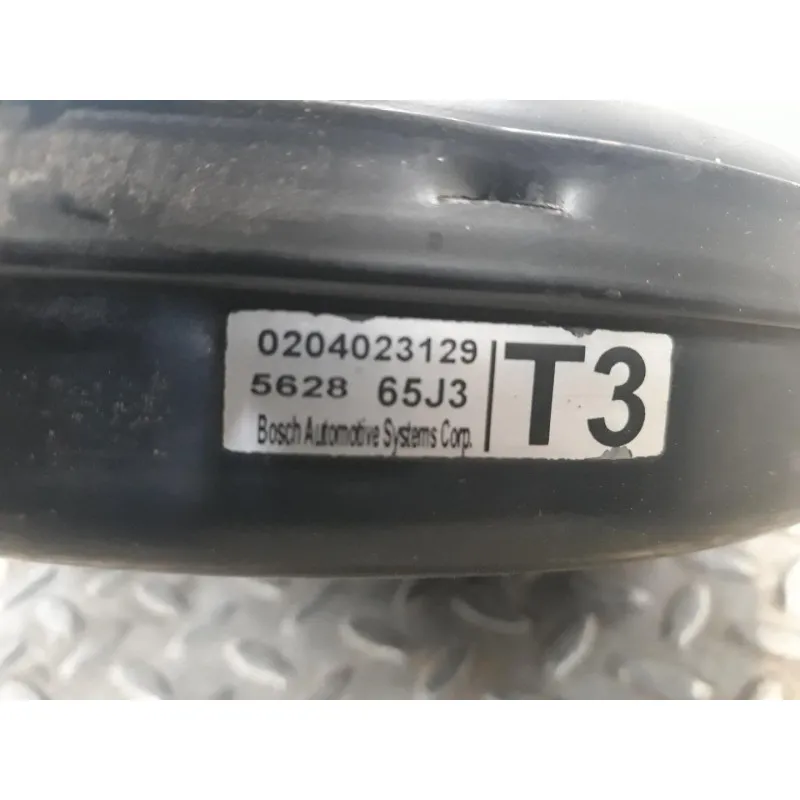 0204023129
5628 65J3
Bosch Automotive Systems Corp.
T3